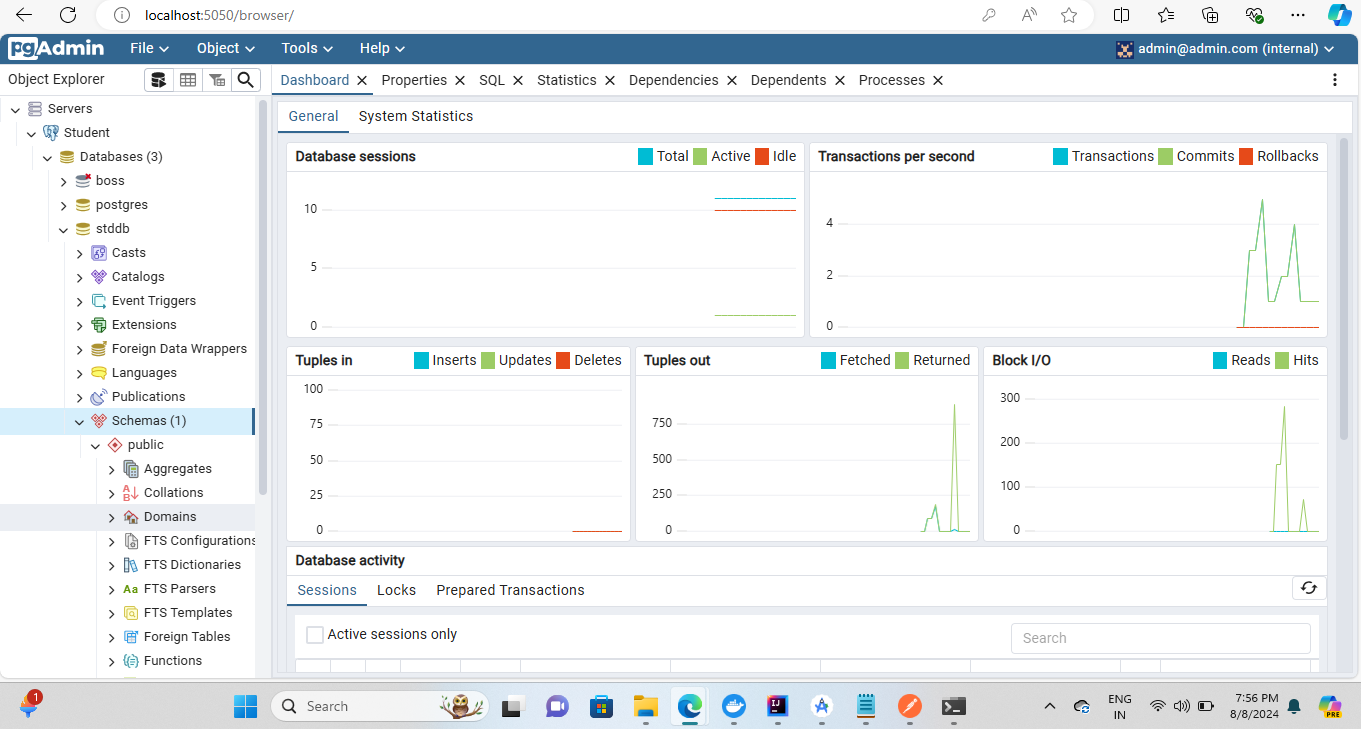 localhost:5050/browser/
pgAdmin File Object Tools Help admin@admin.com (internal)
Object Explorer
Dashboard Properties SQL Statistics Dependencies Dependents Processes
Servers
Student
Databases (3)
boss
postgres
stddb
Casts
Catalogs
Event Triggers
Extensions
Foreign Data Wrappers
Languages
Publications
Schemas (1)
public
Aggregates
Collations
Domains
FTS Configurations
FTS Dictionaries
Aa FTS Parsers
FTS Templates
Foreign Tables
Functions
General System Statistics
Database sessions Total Active Idle
10
5
0
Transactions per second Transactions Commits Rollbacks
4
2
0
Tuples in Inserts Updates Deletes
100
75
50
25
0
Tuples out Fetched Returned
750
500
250
0
Block I/O Reads Hits
300
200
100
0
Database activity
Sessions Locks Prepared Transactions
Active sessions only Search
1 Search ENG 7:56 PM
IN 8/8/2024 PRE